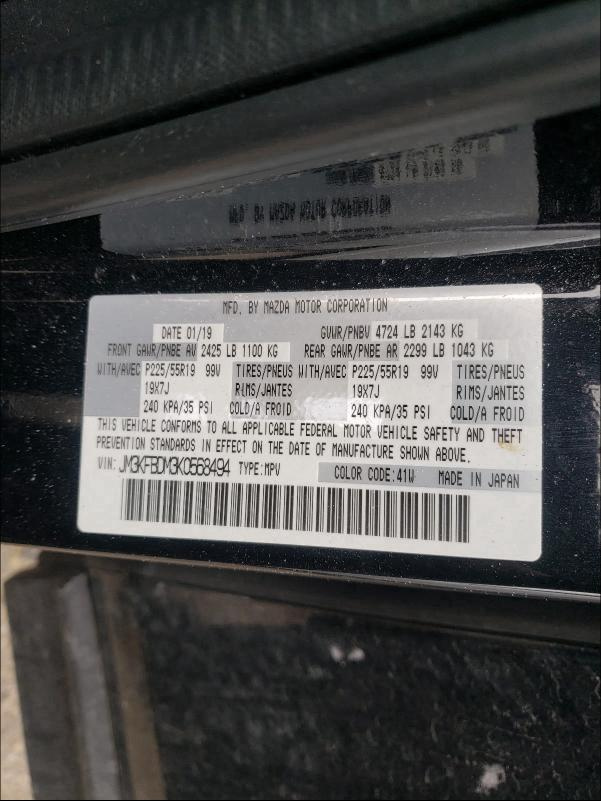 MFD. BY MAZDA MOTOR CORPORATION
DATE 01/19 GVWR/PNBV 4724 LB 2143 KG
FRONT GAWR/PNBE AV 2425 LB 1100 KG REAR GAWR/PNBE AR 2299 LB 1043 KG
WITH/AVEC P225/55R19 99V TIRES/PNEUS WITH/AVEC P225/55R19 99V TIRES/PNEUS
19X7J RIMS/JANTES 19X7J RIMS/JANTES
240 KPA/35 PSI COLD/A FROID 240 KPA/35 PSI COLD/A FROID
THIS VEHICLE CONFORMS TO ALL APPLICABLE FEDERAL MOTOR VEHICLE SAFETY AND THEFT
PREVENTION STANDARDS IN EFFECT ON THE DATE OF MANUFACTURE SHOWN ABOVE.
VIN: JM3KFBDM3K0568494 TYPE:MPV COLOR CODE:41W MADE IN JAPAN